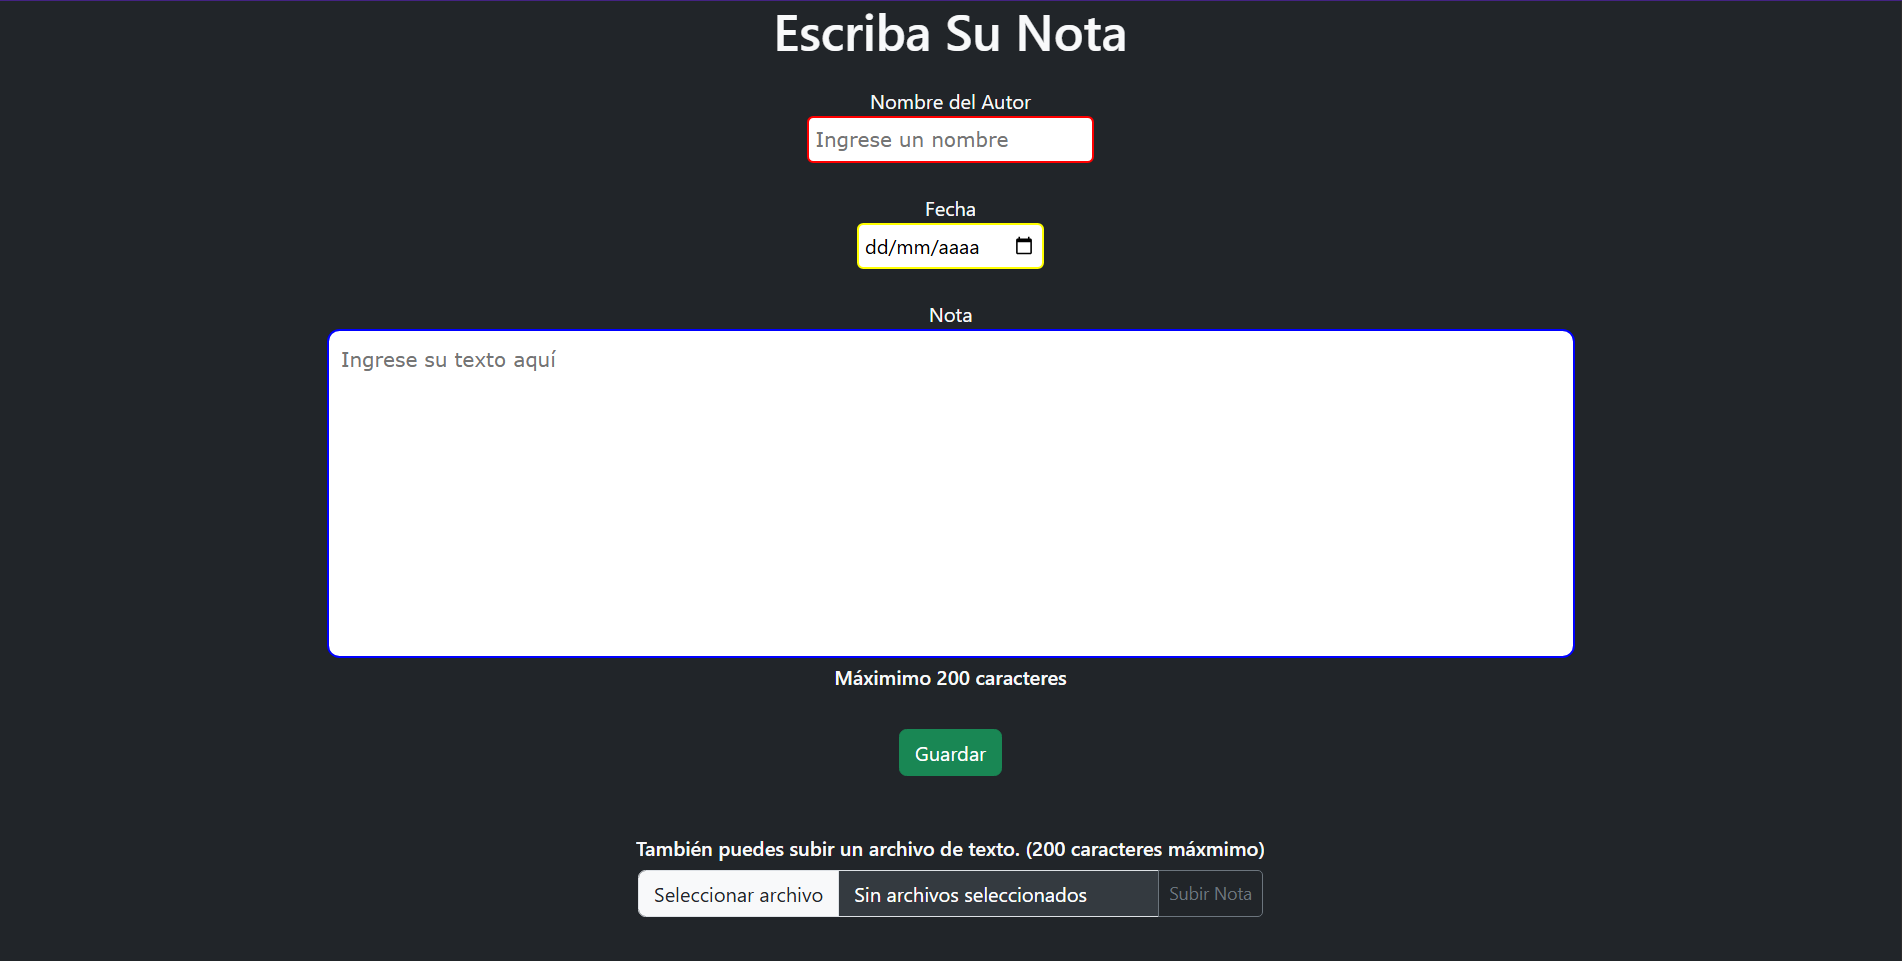 Escriba Su Nota
Nombre del Autor
Ingrese un nombre
Fecha
dd/mm/aaaa
Nota
Ingrese su texto aquí
Máximimo 200 caracteres
Guardar
También puedes subir un archivo de texto. (200 caracteres máxmimo)
Seleccionar archivo Sin archivos seleccionados Subir Nota